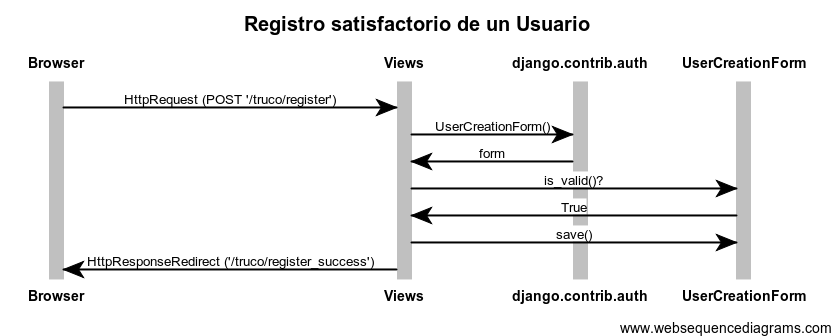 Registro satisfactorio de un Usuario
Browser Views django.contrib.auth UserCreationForm
HttpRequest (POST '/truco/register')
UserCreationForm()
form
is_valid()?
True
save()
HttpResponseRedirect ('/truco/register_success')
Browser Views django.contrib.auth UserCreationForm
www.websequencediagrams.com